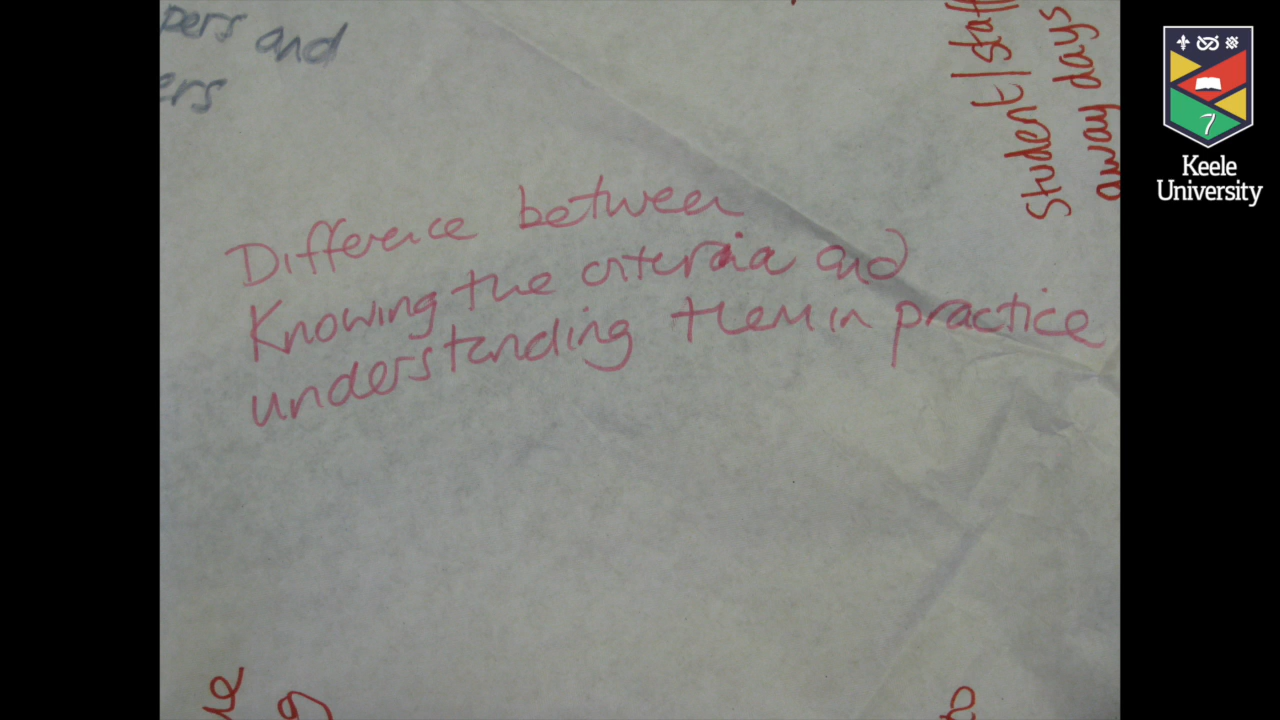 pers and
ers
Student/staff
away days
Difference between
Knowing the criteria and
understanding them in practice
Keele
University